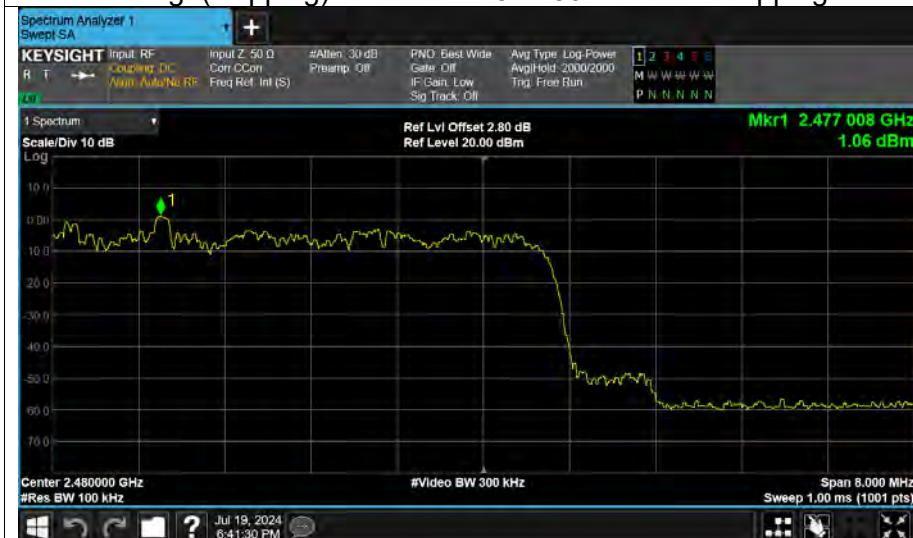 Spectrum Analyzer 1
Swept SA
+
KEYSIGHT Input: RF Input Z: 50 Ω #Atten: 30 dB PNO: Best Wide Avg Type: Log-Power 1 2 3 4 5 6
R T Coupling: DC Corr CCorr Preamp: Off Gate: Off Avg|Hold: 2000/2000 M W W W W W
Align: Auto/No RF Freq Ref: Int (S) IF Gain: Low Trig: Free Run P N N N N N
Sig Track: Off
1 Spectrum Ref Lvl Offset 2.80 dB Mkr1 2.477 008 GHz
Scale/Div 10 dB Ref Level 20.00 dBm 1.06 dBm
Log
10.0
1
0.00
-10.0
-20.0
-30.0
-40.0
-50.0
-60.0
-70.0
Center 2.480000 GHz #Video BW 300 kHz Span 8.000 MHz
#Res BW 100 kHz Sweep 1.00 ms (1001 pts)
? Jul 19, 2024
6:41:30 PM